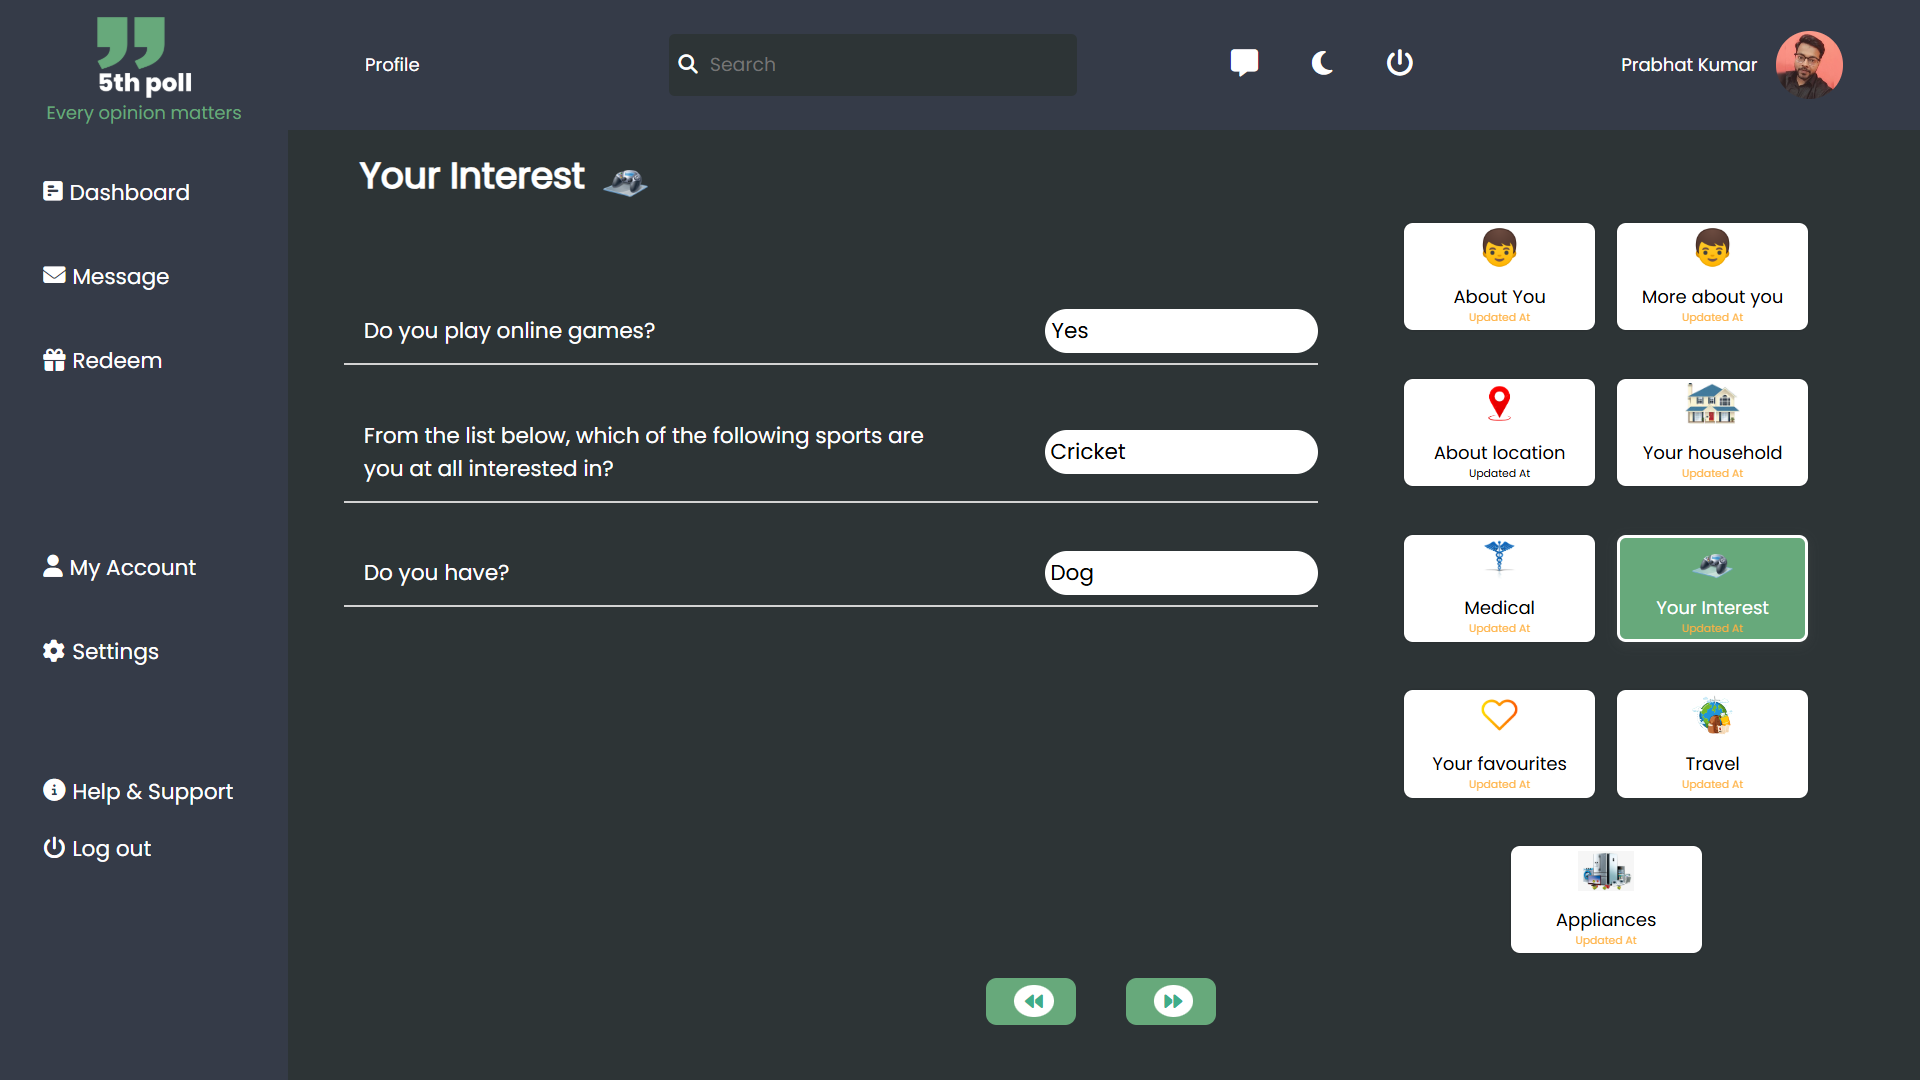 5th poll
Every opinion matters
Profile
Search
Prabhat Kumar
Dashboard
Message
Redeem
My Account
Settings
Help & Support
Log out
Your Interest
Do you play online games?
Yes
From the list below, which of the following sports are
you at all interested in?
Cricket
Do you have?
Dog
About You
Updated At
More about you
Updated At
About location
Updated At
Your household
Updated At
Medical
Updated At
Your Interest
Updated At
Your favourites
Updated At
Travel
Updated At
Appliances
Updated At